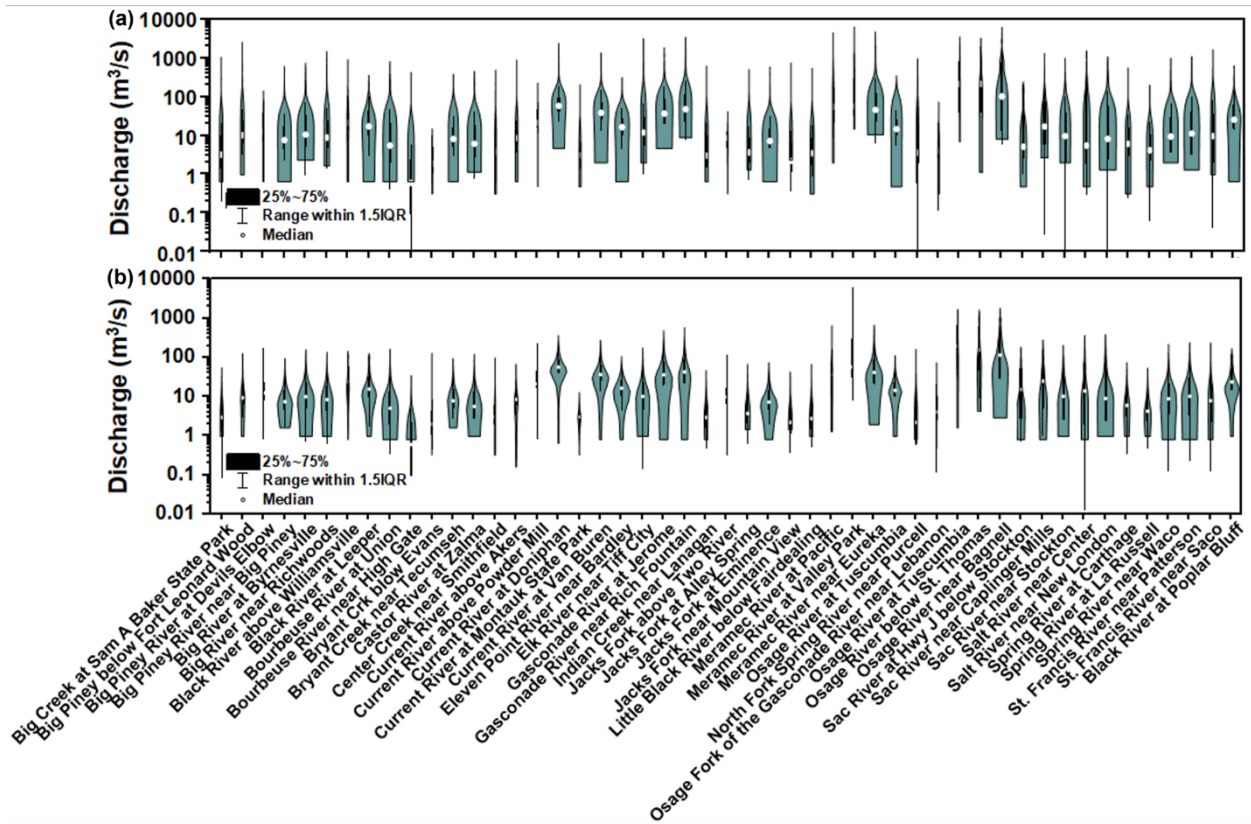 (a)
10000
1000
100
10
1
0.1
0.01
Discharge (m³/s)
25%~75%
Range within 1.5IQR
Median
(b)
10000
1000
100
10
1
0.1
0.01
Discharge (m³/s)
25%~75%
Range within 1.5IQR
Median
Big Creek at Sam A Baker State Park
Big Piney below Fort Leonard Wood
Big Piney River at Devils Elbow
Big Piney River near Big Piney
Big River at Byrnesville
Big River near Richwoods
Black River above Williamsville
Black River at Leeper
Bourbeuse River at Union
Bourbeuse near High Gate
Bryant Crk blow Evans
Bryant Creek near Tecumseh
Castor River at Zalma
Center Creek near Smithfield
Current River above Akers
Current River above Powder Mill
Current River at Doniphan
Current River at Montauk State Park
Current River at Van Buren
Eleven Point River near Bardley
Elk River near Tiff City
Gasconade River at Jerome
Gasconade River near Rich Fountain
Indian Creek near Lanagan
Jacks Fork above Two River
Jacks Fork at Alley Spring
Jacks Fork at Eminence
Jacks Fork near Mountain View
Little Black River below Fairdealing
Meramec River at Pacific
Meramec River at Valley Park
Meramec River near Eureka
Osage River at Tuscumbia
North Fork Spring River near Purcell
Osage Fork of the Gasconade River near Lebanon
Osage River at Tuscumbia
Osage River below St. Thomas
Osage River near Bagnell
Sac River at Hwy J below Stockton
Sac River near Caplinger Mills
Sac River near Stockton
Salt River near Center
Salt River near New London
Spring River at Carthage
Spring River at La Russell
Spring River near Waco
St. Francis River near Patterson
St. Francis River near Saco
Black River at Poplar Bluff